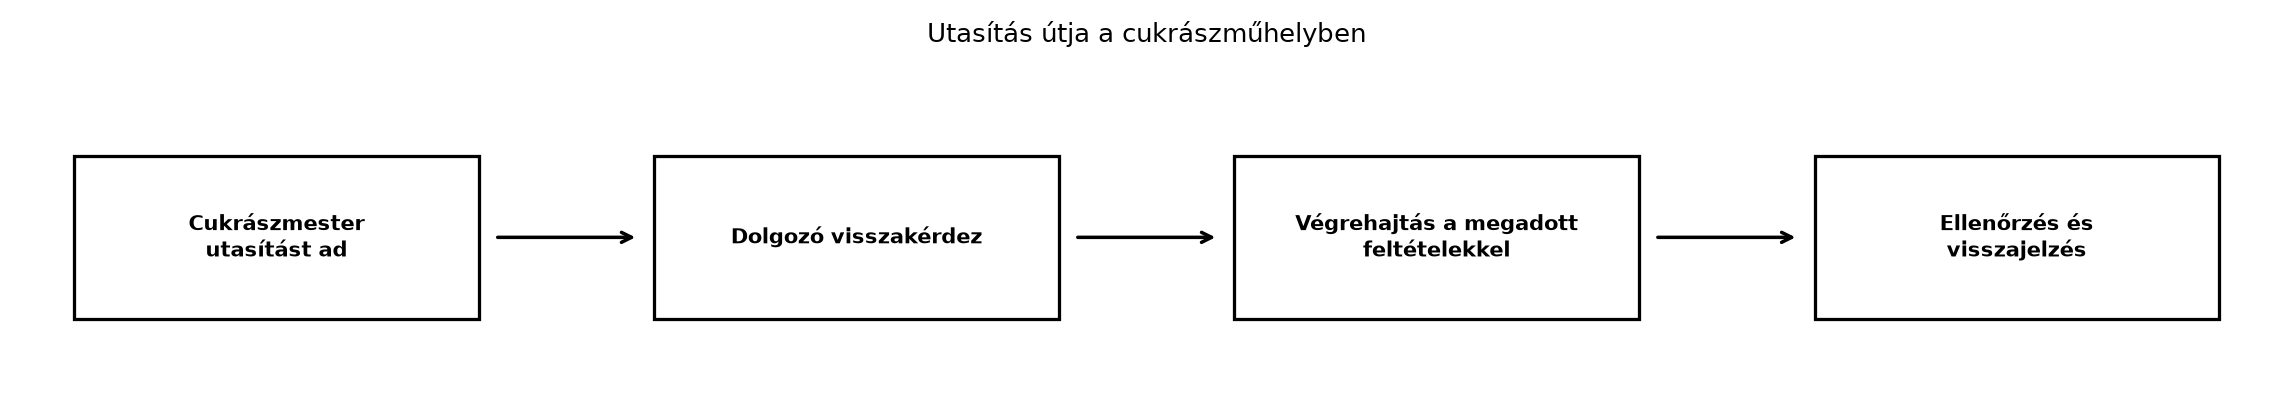 Utasítás útja a cukrászműhelyben
Cukrászmester
utasítást ad
Dolgozó visszakérdez
Végrehajtás a megadott
feltételekkel
Ellenőrzés és
visszajelzés